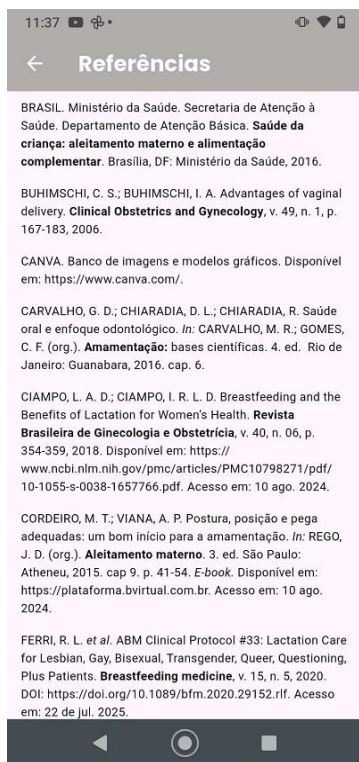 11:37
Referências
BRASIL. Ministério da Saúde. Secretaria de Atenção à
Saúde. Departamento de Atenção Básica. Saúde da
criança: aleitamento materno e alimentação
complementar. Brasília, DF: Ministério da Saúde, 2016.
BUHIMSCHI, C. S.; BUHIMSCHI, I. A. Advantages of vaginal
delivery. Clinical Obstetrics and Gynecology, v. 49, n. 1, p.
167-183, 2006.
CANVA. Banco de imagens e modelos gráficos. Disponível
em: https://www.canva.com/.
CARVALHO, G. D.; CHIARADIA, D. L.; CHIARADIA, R. Saúde
oral e enfoque odontológico. In: CARVALHO, M. R.; GOMES,
C. F. (org.). Amamentação: bases científicas. 4. ed. Rio de
Janeiro: Guanabara, 2016. cap. 6.
CIAMPO, L. A. D.; CIAMPO, I. R. L. D. Breastfeeding and the
Benefits of Lactation for Women's Health. Revista
Brasileira de Ginecologia e Obstetrícia, v. 40, n. 06, p.
354-359, 2018. Disponível em: https://
www.ncbi.nlm.nih.gov/pmc/articles/PMC10798271/pdf/
10-1055-s-0038-1657766.pdf. Acesso em: 10 ago. 2024.
CORDEIRO, M. T.; VIANA, A. P. Postura, posição e pega
adequadas: um bom início para a amamentação. In: REGO,
J. D. (org.). Aleitamento materno. 3. ed. São Paulo:
Atheneu, 2015. cap 9. p. 41-54. E-book. Disponível em:
https://plataforma.bvirtual.com.br. Acesso em: 10 ago.
2024.
FERRI, R. L. et al. ABM Clinical Protocol #33: Lactation Care
for Lesbian, Gay, Bisexual, Transgender, Queer, Questioning,
Plus Patients. Breastfeeding medicine, v. 15, n. 5, 2020.
DOI: https://doi.org/10.1089/bfm.2020.29152.rlf. Acesso
em: 22 de jul. 2025.